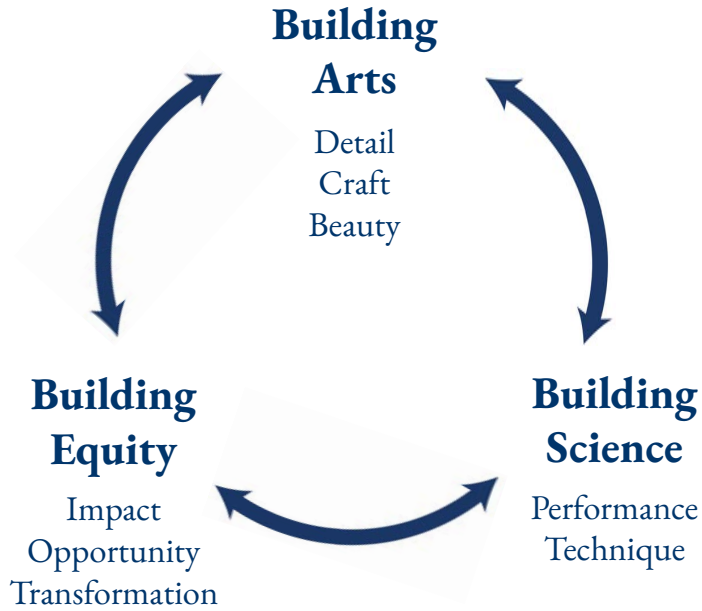 Building
Arts
Detail
Craft
Beauty
Building
Equity
Impact
Opportunity
Transformation
Building
Science
Performance
Technique